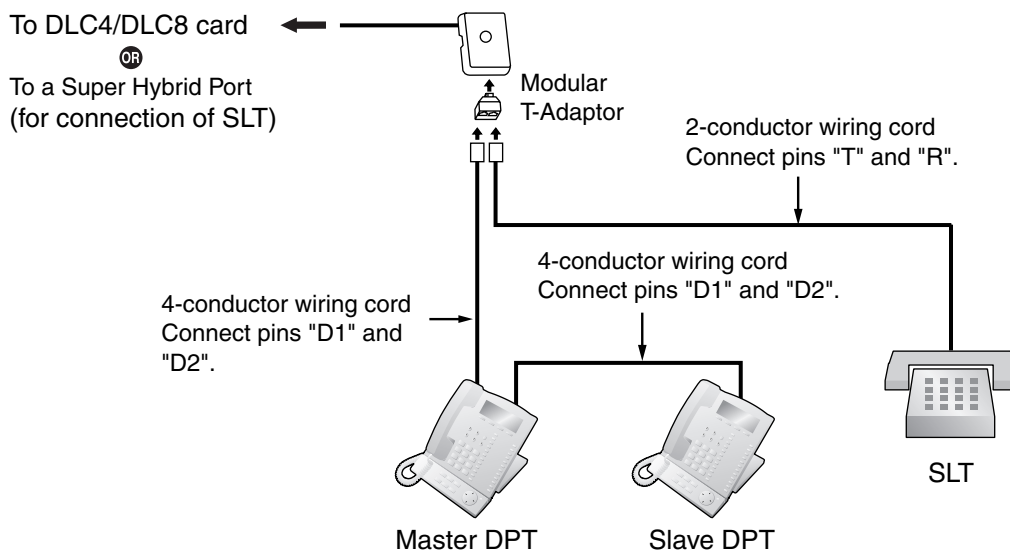 To DLC4/DLC8 card
OR
To a Super Hybrid Port
(for connection of SLT)
Modular
T-Adaptor
2-conductor wiring cord
Connect pins "T" and "R".
4-conductor wiring cord
Connect pins "D1" and "D2".
4-conductor wiring cord
Connect pins "D1" and
"D2".
SLT
Master DPT
Slave DPT